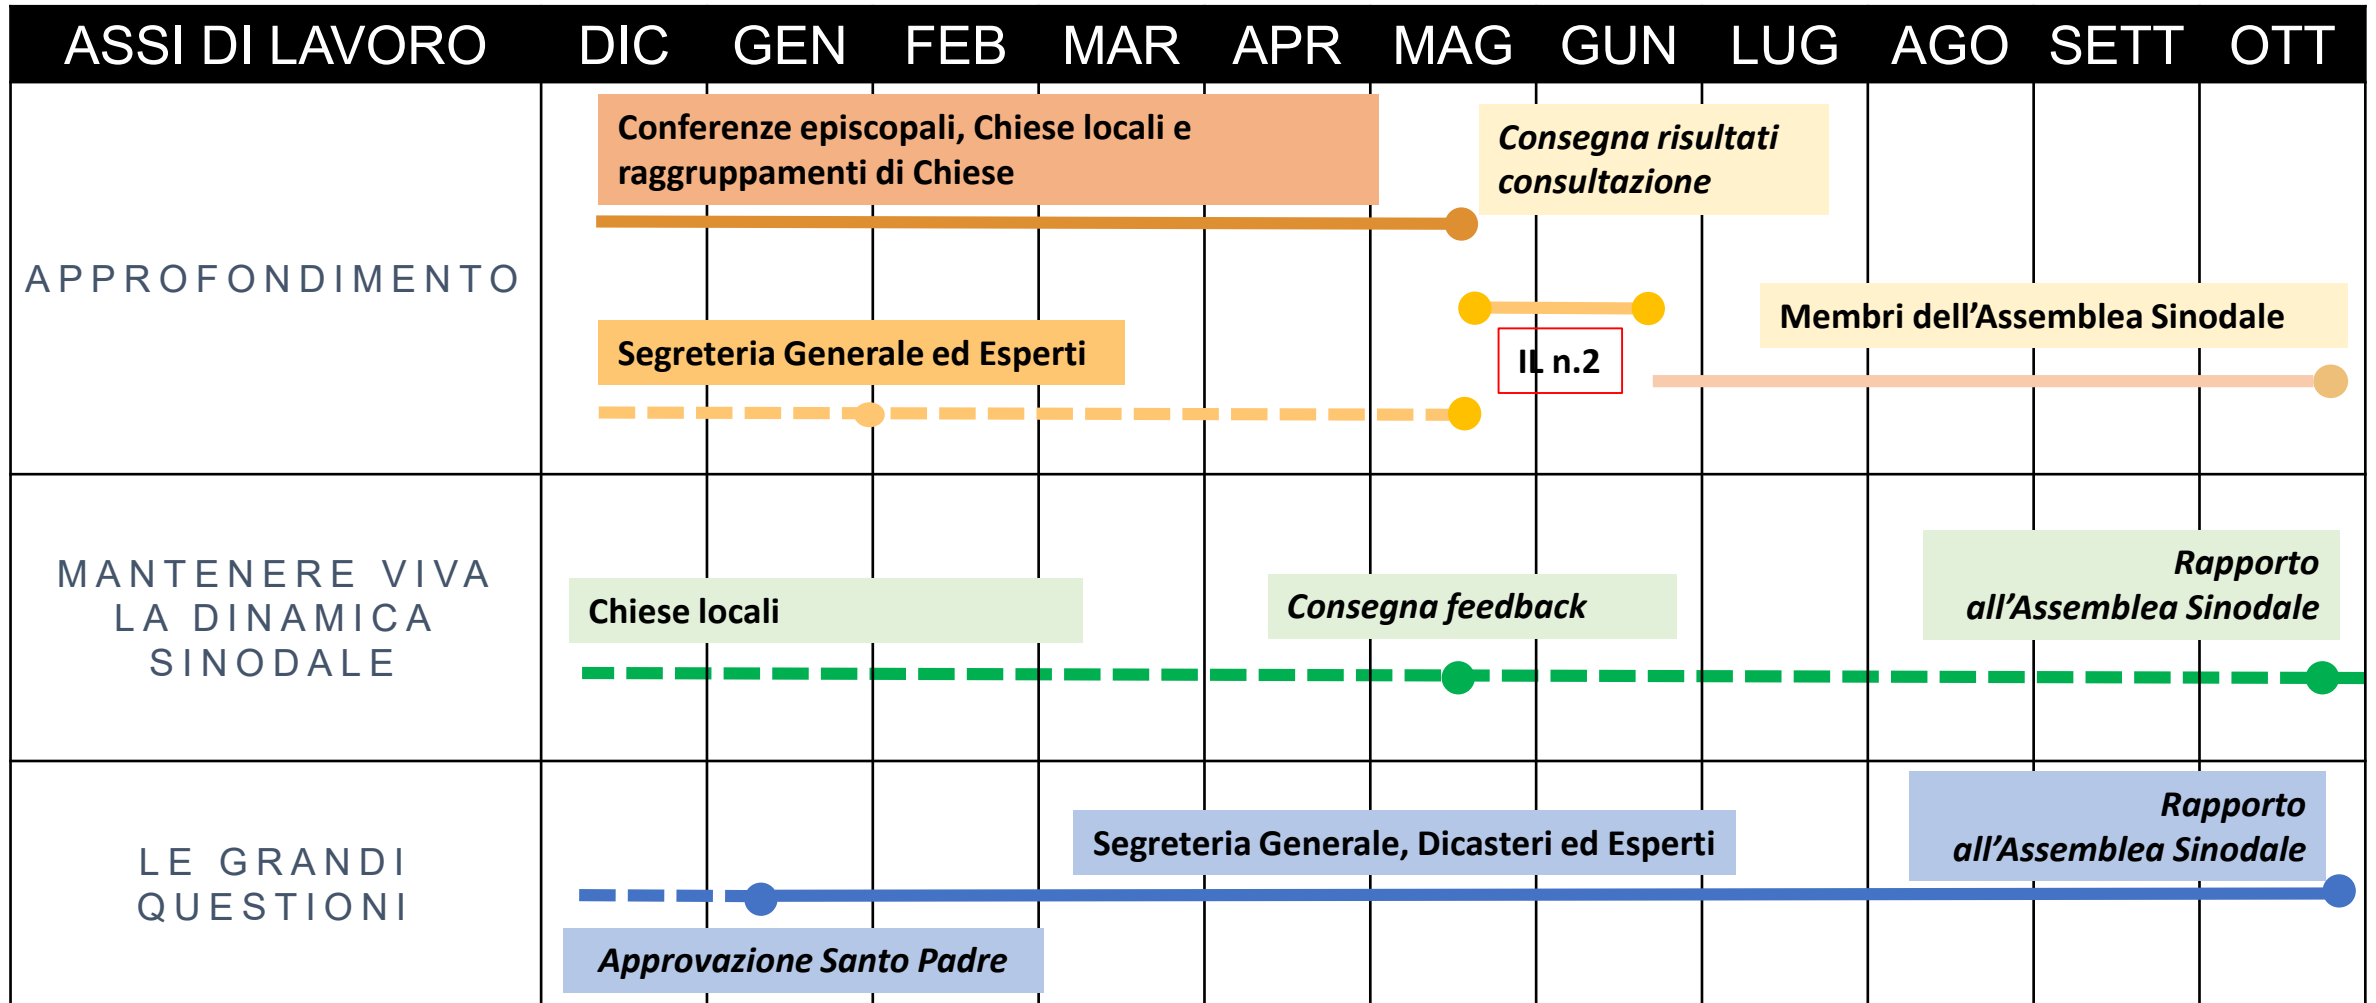 ASSI DI LAVORO DIC GEN FEB MAR APR MAG GUN LUG AGO SETT OTT
APPROFONDIMENTO
Conferenze episcopali, Chiese locali e
raggruppamenti di Chiese
Consegna risultati
consultazione
Segreteria Generale ed Esperti
IL n.2
Membri dell’Assemblea Sinodale
MANTENERE VIVA
LA DINAMICA
SINODALE
Chiese locali
Consegna feedback
Rapporto
all’Assemblea Sinodale
LE GRANDI
QUESTIONI
Segreteria Generale, Dicasteri ed Esperti
Rapporto
all’Assemblea Sinodale
Approvazione Santo Padre